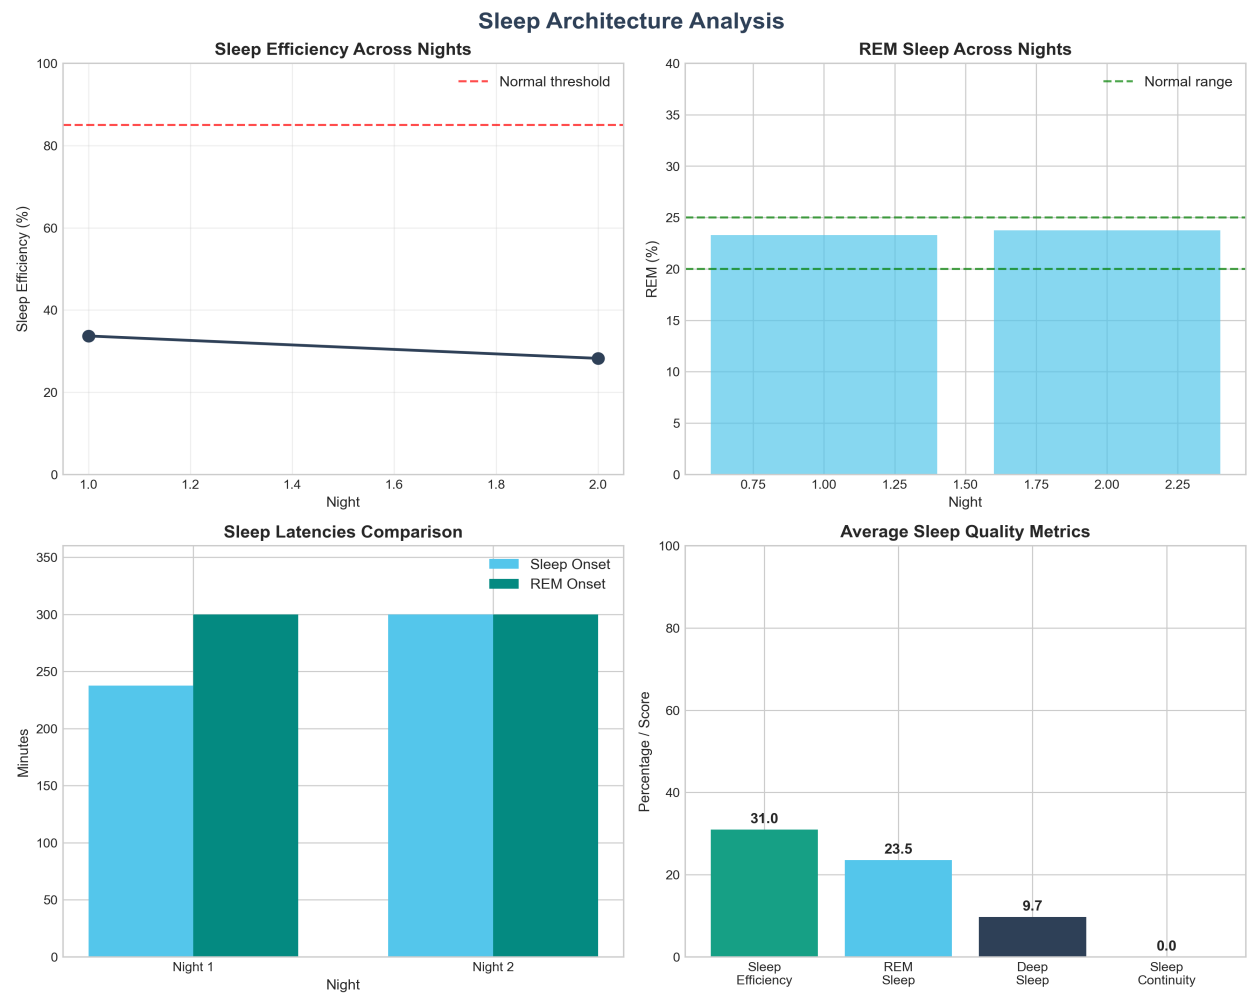 Sleep Architecture Analysis
Sleep Efficiency Across Nights
100
80
60
40
20
0
Sleep Efficiency (%)
Normal threshold
1.0 1.2 1.4 1.6 1.8 2.0
Night
REM Sleep Across Nights
40
35
30
25
20
15
10
5
0
REM (%)
Normal range
0.75 1.00 1.25 1.50 1.75 2.00 2.25
Night
Sleep Latencies Comparison
350
300
250
200
150
100
50
0
Minutes
Sleep Onset
REM Onset
Night 1 Night 2
Night
Average Sleep Quality Metrics
100
80
60
40
20
0
Percentage / Score
31.0
23.5
9.7
0.0
Sleep
Efficiency
REM
Sleep
Deep
Sleep
Sleep
Continuity